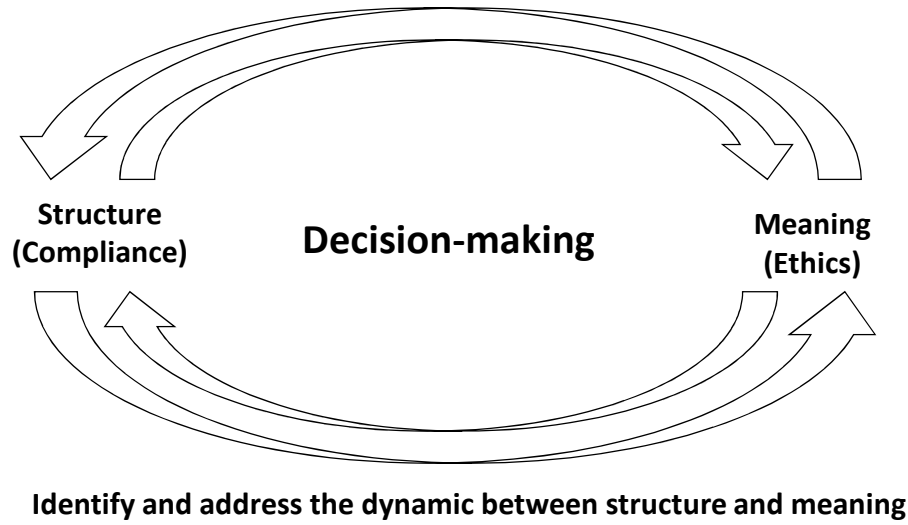 Structure
(Compliance)
Decision-making
Meaning
(Ethics)
Identify and address the dynamic between structure and meaning